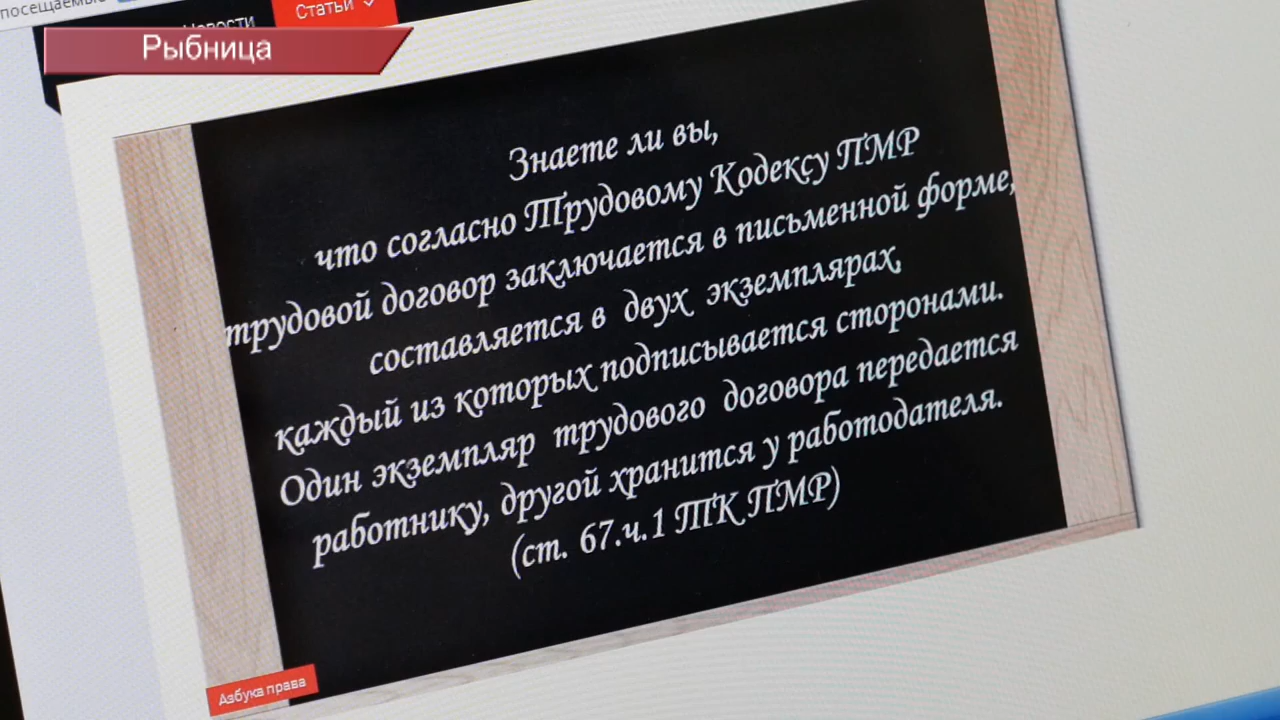 посещаемые
Новости
Статьи
Рыбница
Знаете ли вы,
что согласно Трудовому Кодексу ПМР
трудовой договор заключается в письменной форме,
составляется в двух экземплярах,
каждый из которых подписывается сторонами.
Один экземпляр трудового договора передается
работнику, другой хранится у работодателя.
(ст. 67.ч.1 ТК ПМР)
Азбука права